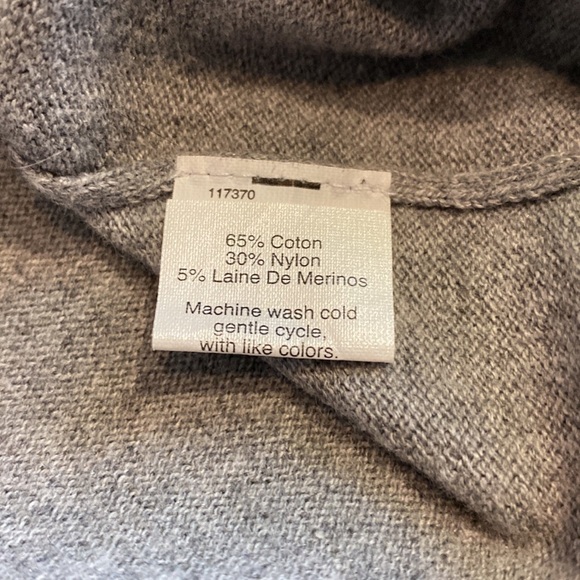 117370
65% Coton
30% Nylon
5% Laine De Merinos
Machine wash cold
gentle cycle,
with like colors.